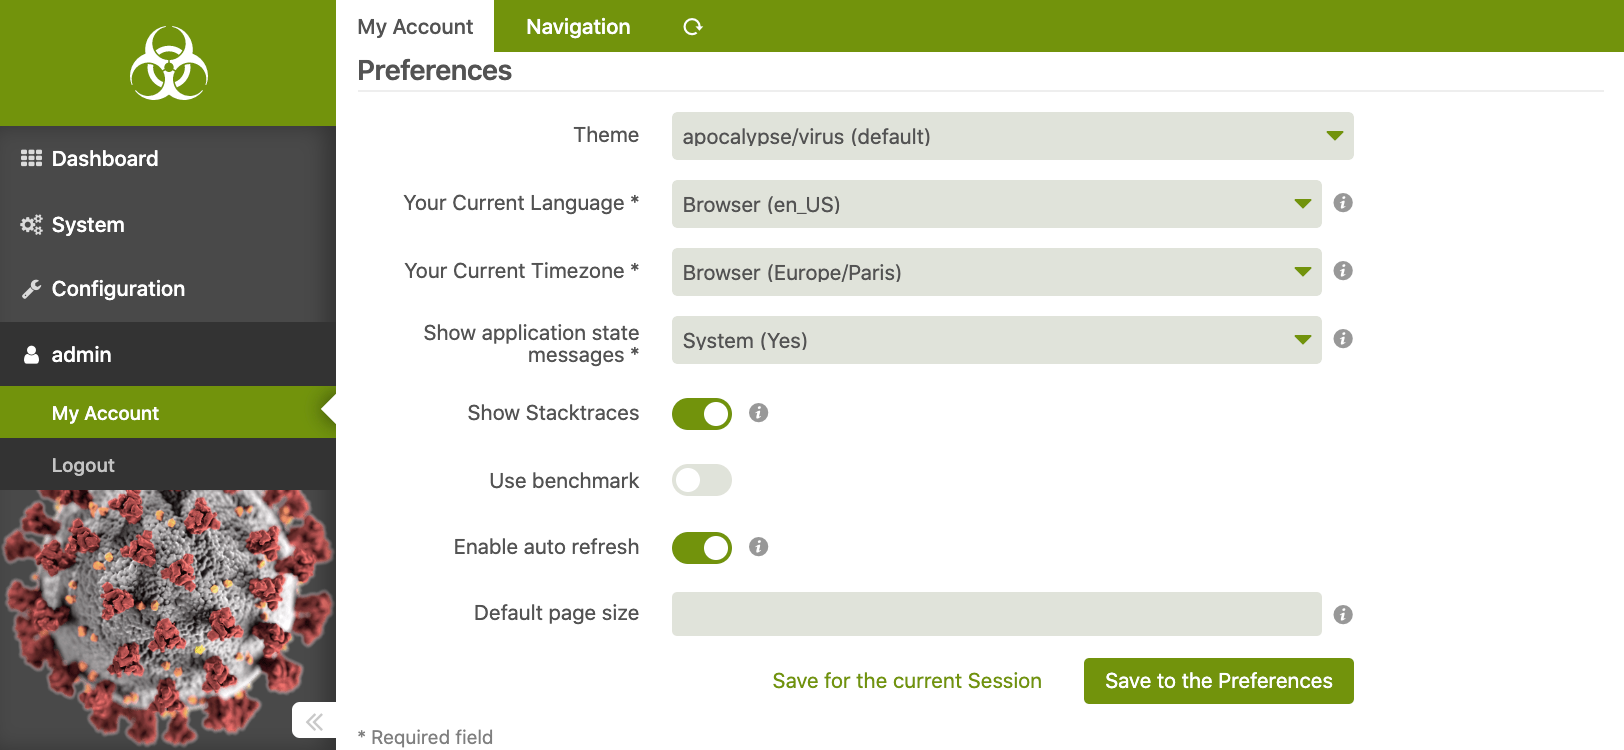 My Account
Navigation
Dashboard
System
Configuration
admin
My Account
Logout
Preferences
Theme
apocalypse/virus (default)
Your Current Language *
Browser (en_US)
Your Current Timezone *
Browser (Europe/Paris)
Show application state
messages *
System (Yes)
Show Stacktraces
Use benchmark
Enable auto refresh
Default page size
Save for the current Session
Save to the Preferences
* Required field